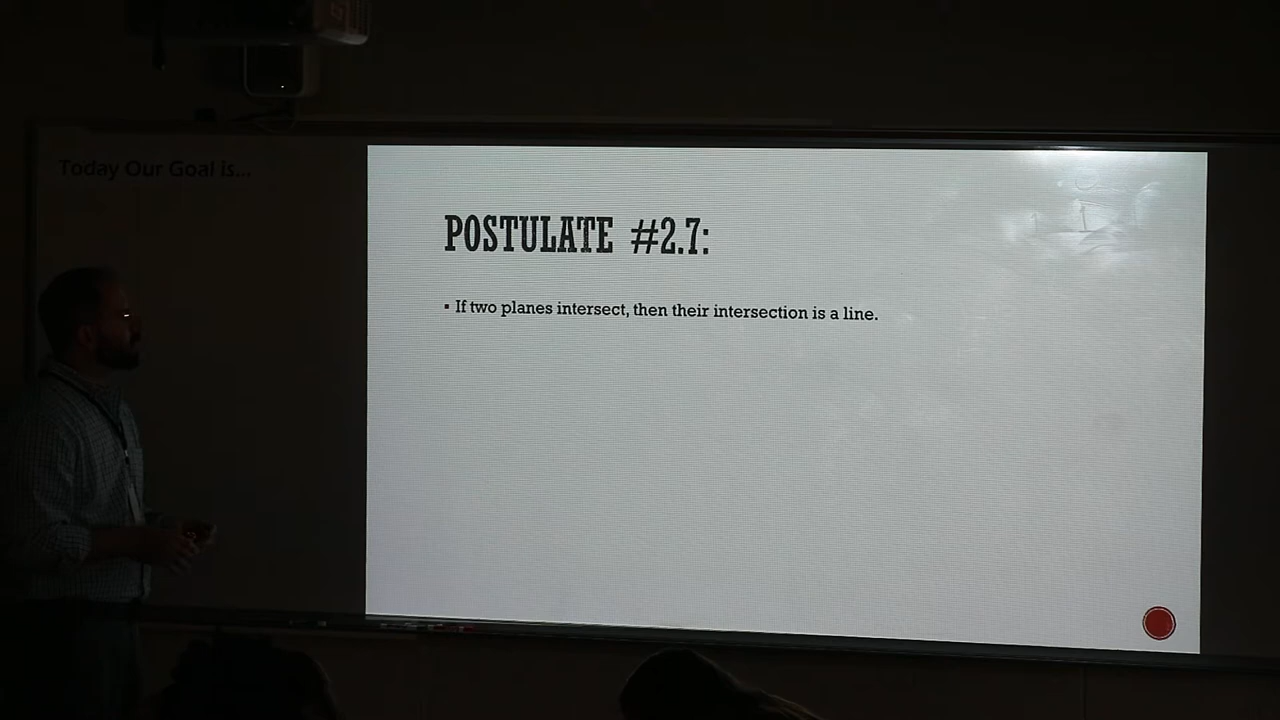 Today Our Goal is...
POSTULATE #2.7:
▪ If two planes intersect, then their intersection is a line.